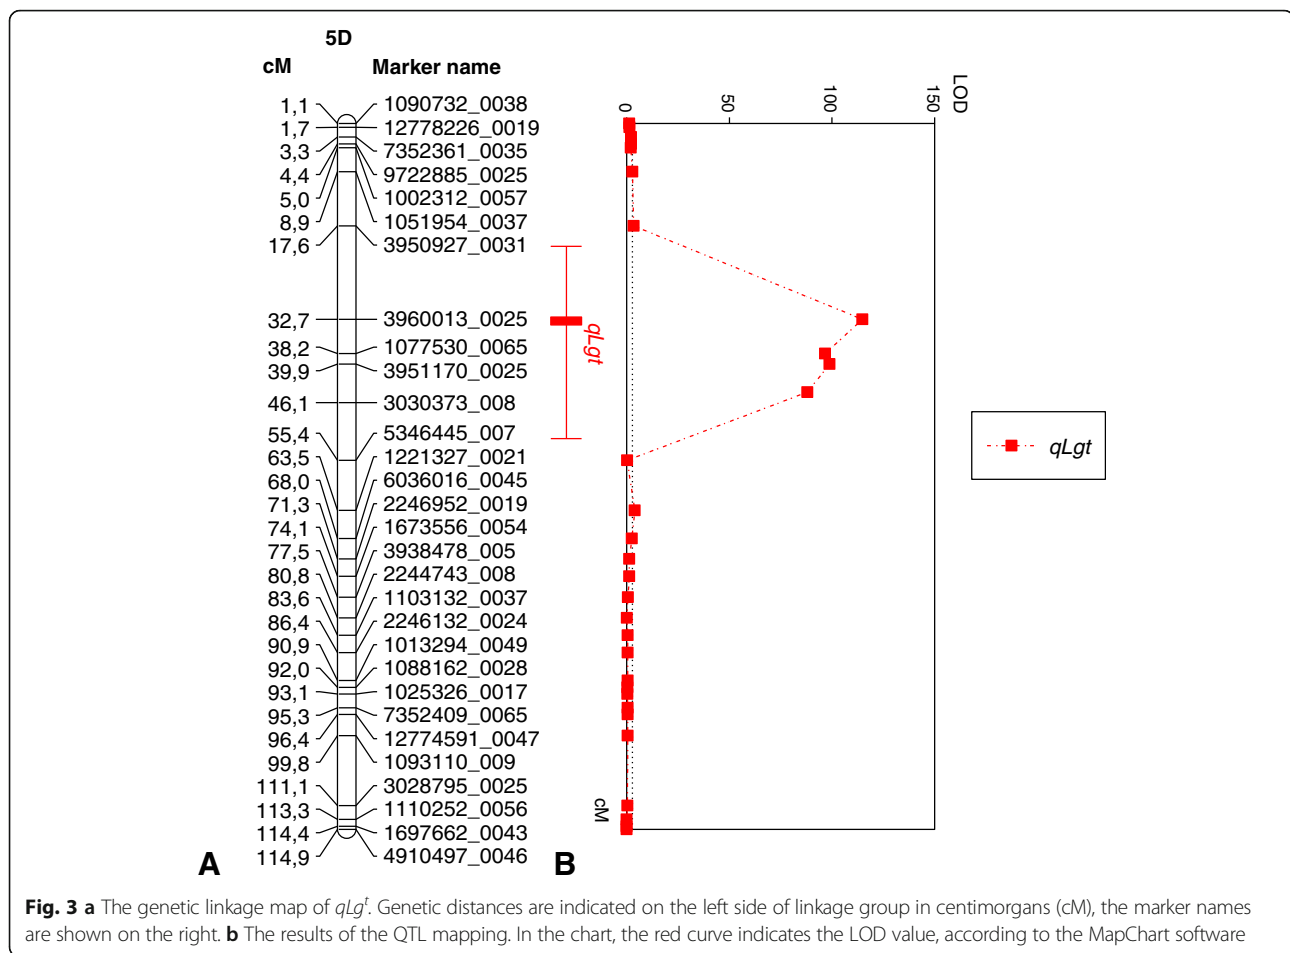 5D
cM Marker name
1,1 1090732_0038
1,7 12778226_0019
3,3 7352361_0035
4,4 9722885_0025
5,0 1002312_0057
8,9 1051954_0037
17,6 3950927_0031
32,7 3960013_0025
38,2 1077530_0065
39,9 3951170_0025
46,1 3030373_008
55,4 5346445_007
63,5 1221327_0021
68,0 6036016_0045
71,3 2246952_0019
74,1 1673556_0054
77,5 3938478_005
80,8 2244743_008
83,6 1103132_0037
86,4 2246132_0024
90,9 1013294_0049
92,0 1088162_0028
93,1 1025326_0017
95,3 7352409_0065
96,4 12774591_0047
99,8 1093110_009
111,1 3028795_0025
113,3 1110252_0056
114,4 1697662_0043
114,9 4910497_0046
A
qLgt
LOD
0 50 100 150
cM
B
qLgt
Fig. 3 a The genetic linkage map of qLgᵗ. Genetic distances are indicated on the left side of linkage group in centimorgans (cM), the marker names
are shown on the right. b The results of the QTL mapping. In the chart, the red curve indicates the LOD value, according to the MapChart software